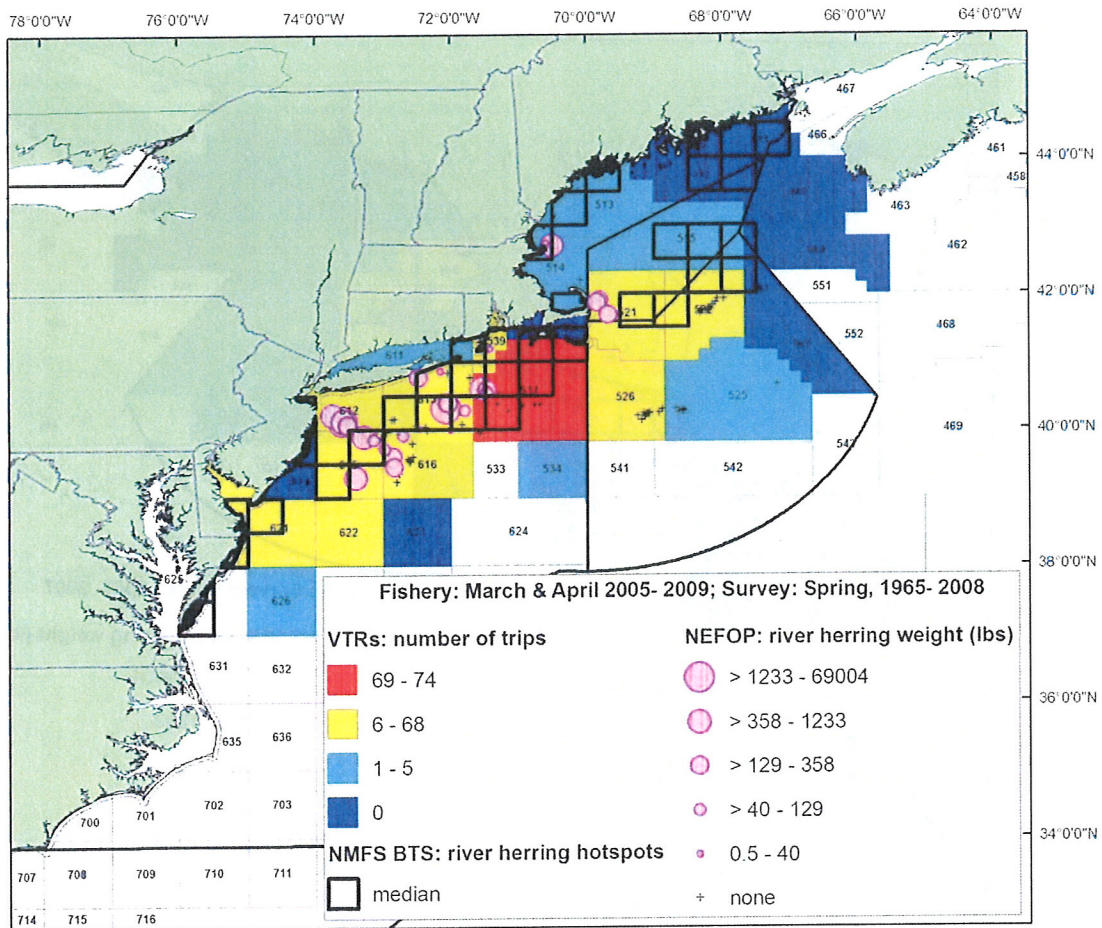 78°0'0"W 76°0'0"W 74°0'0"W 72°0'0"W 70°0'0"W 68°0'0"W 66°0'0"W 64°0'0"W
467
466
461
44°0'0"N
458
513
463
462
515
514
551
42°0'0"N
468
521
552
539
611
613
612
526
525
40°0'0"N
469
616
533
534
541
542
543
621
622
624
38°0'0"N
625
626
631
632
36°0'0"N
635
636
702
703
700
701
34°0'0"N
707
708
709
710
711
714
715
716
Fishery: March & April 2005- 2009; Survey: Spring, 1965- 2008
VTRs: number of trips
69 - 74
6 - 68
1 - 5
0
NMFS BTS: river herring hotspots
median
NEFOP: river herring weight (lbs)
> 1233 - 69004
> 358 - 1233
> 129 - 358
> 40 - 129
0.5 - 40
none